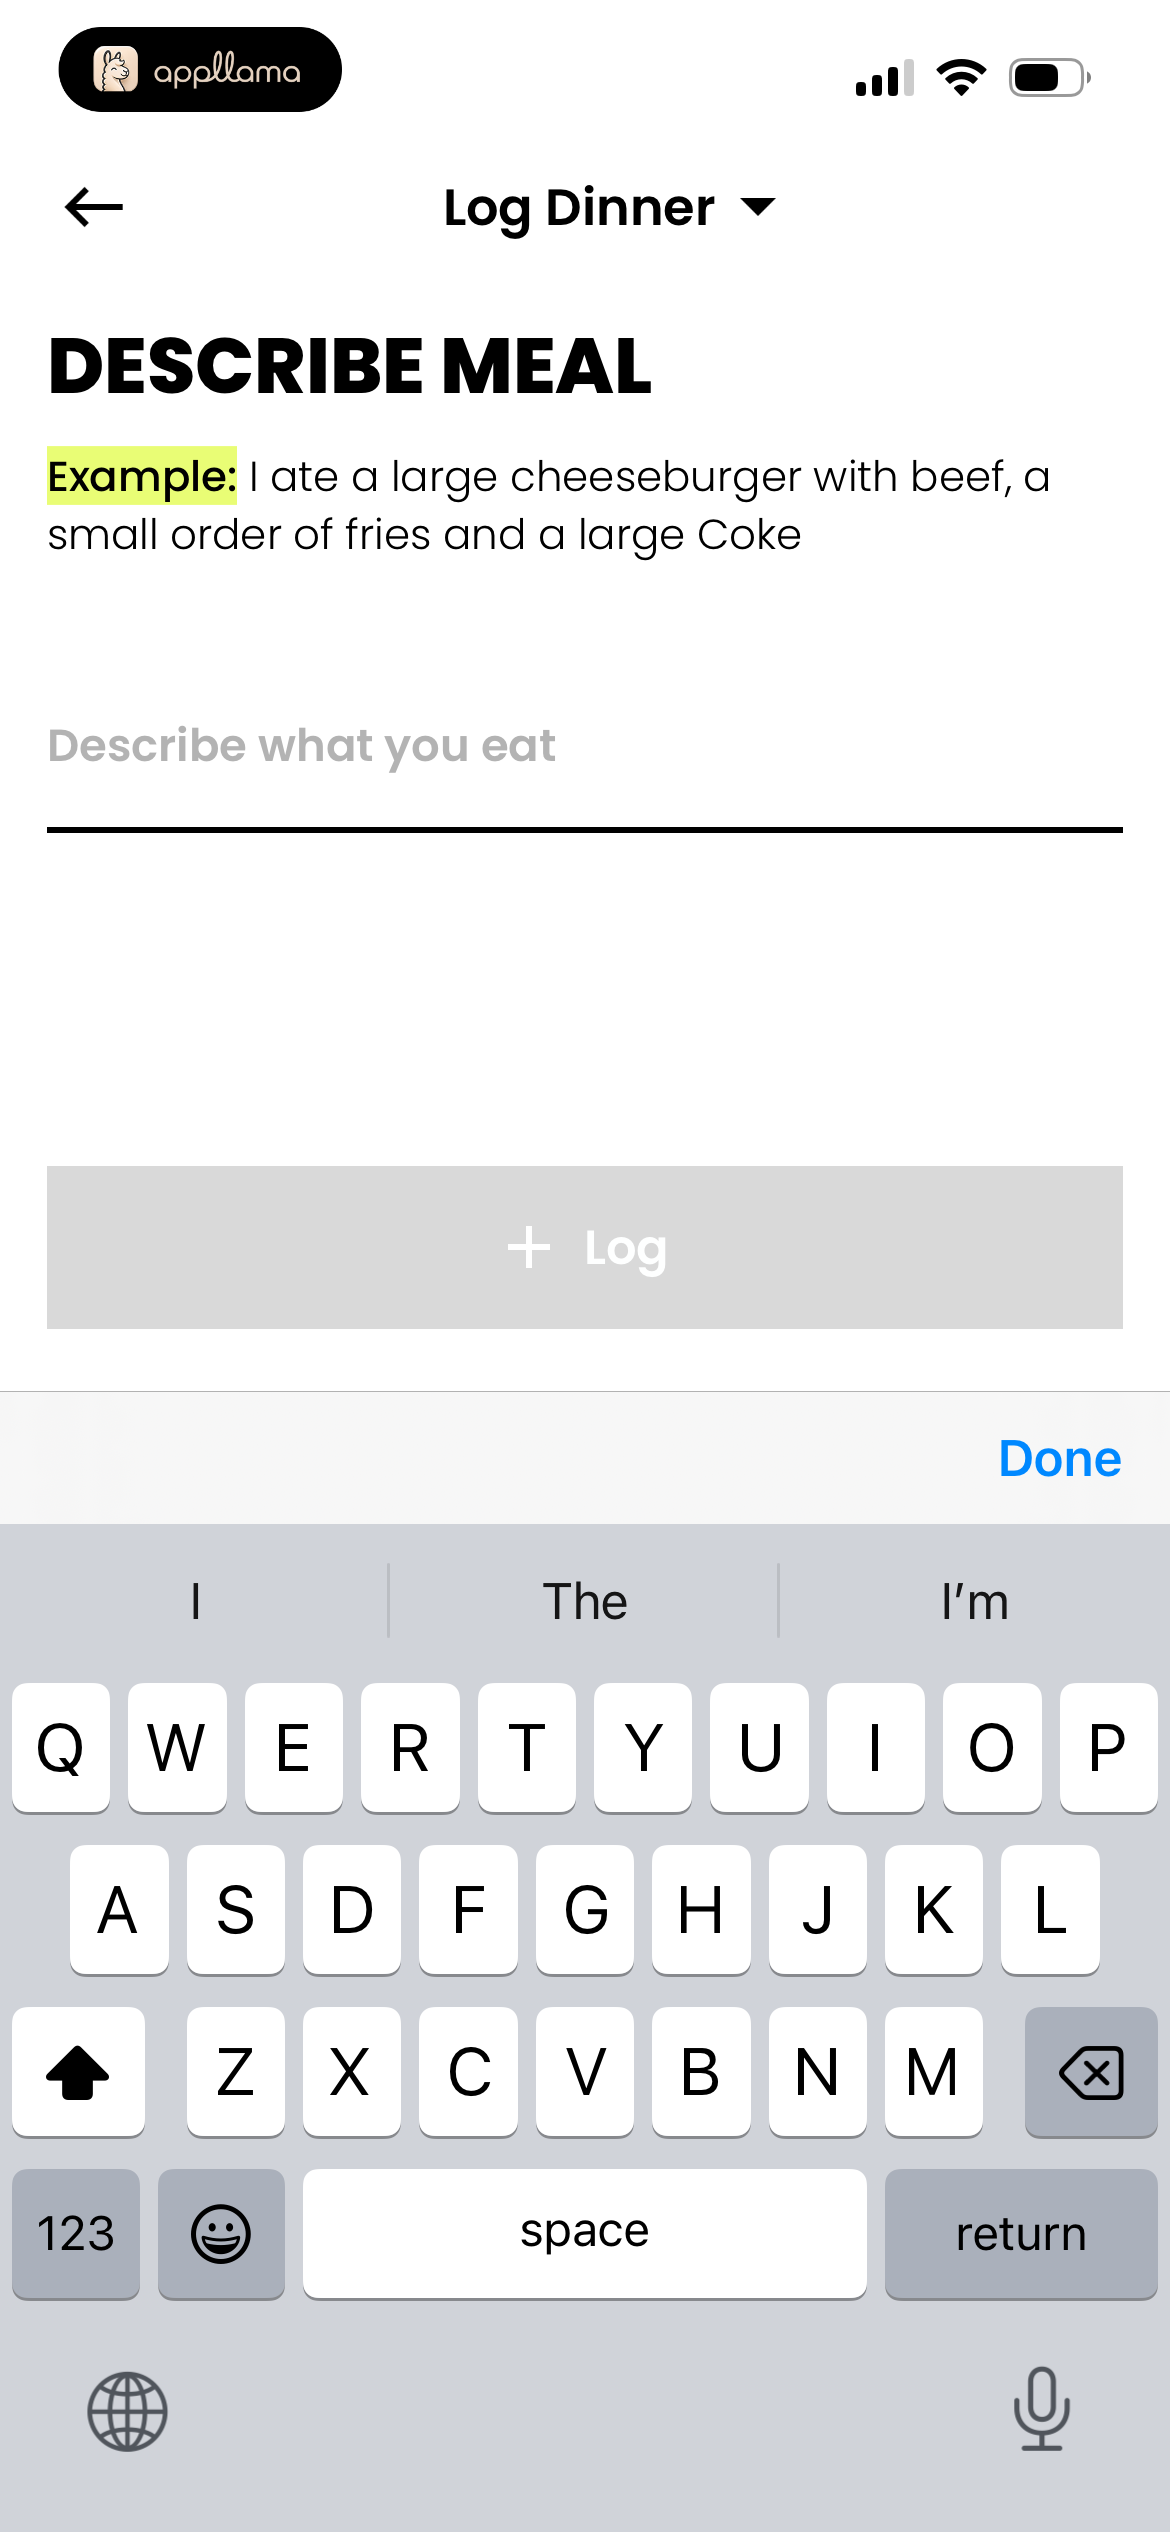 appllama
Log Dinner
DESCRIBE MEAL
Example: I ate a large cheeseburger with beef, a
small order of fries and a large Coke
Describe what you eat
+ Log
Done
I The I'm
Q W E R T Y U I O P
A S D F G H J K L
Z X C V B N M
123 space return